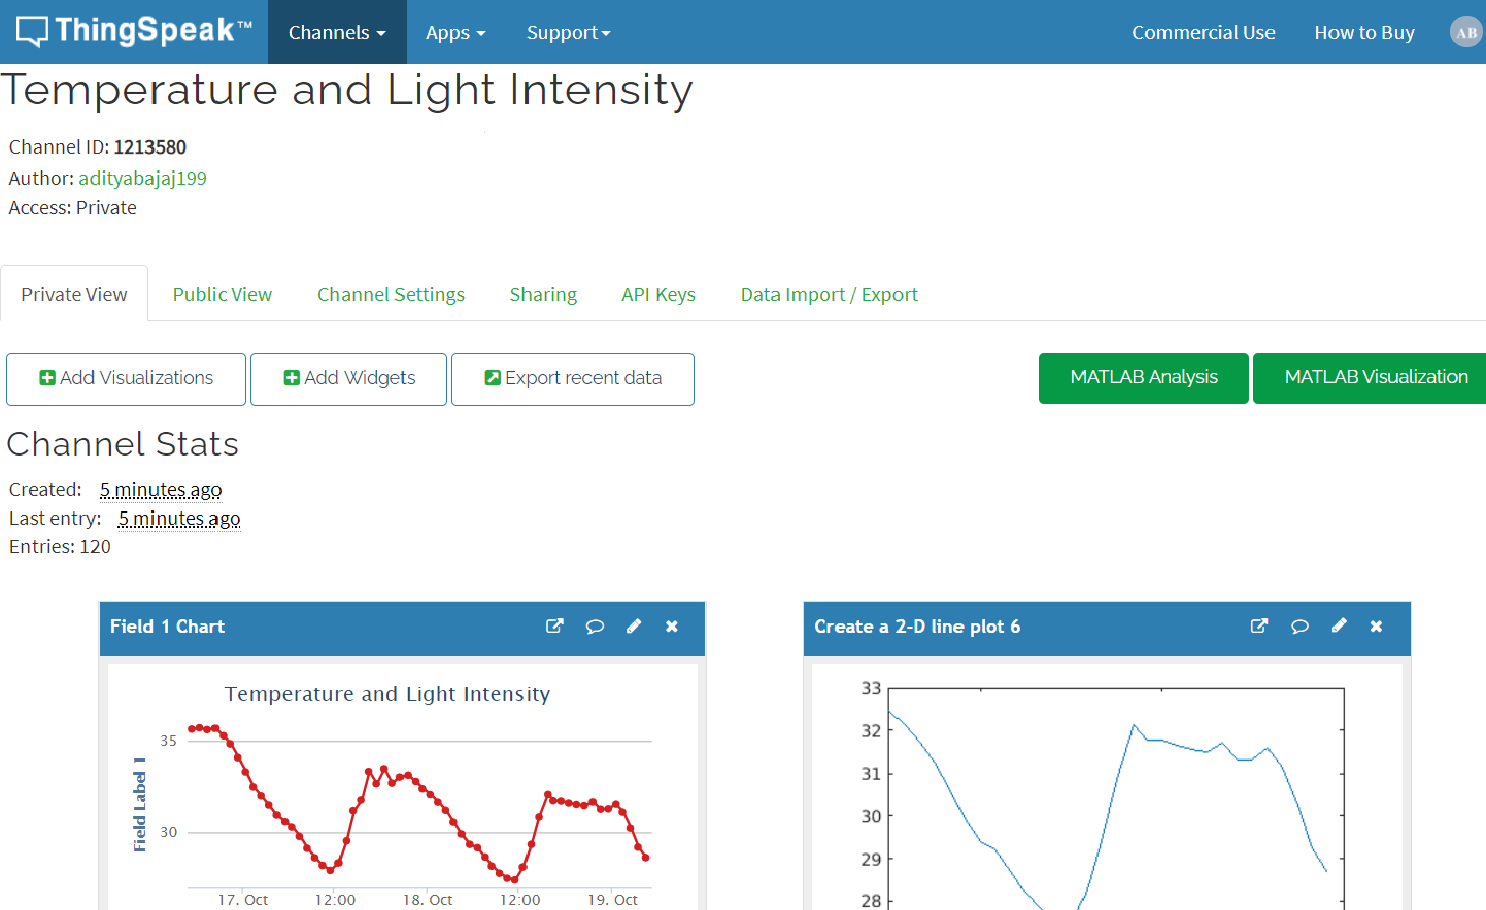 ThingSpeak™ Channels Apps Support Commercial Use How to Buy AB
Temperature and Light Intensity
Channel ID: 1213580
Author: adityabajaj199
Access: Private
Private View Public View Channel Settings Sharing API Keys Data Import / Export
Add Visualizations Add Widgets Export recent data MATLAB Analysis MATLAB Visualization
Channel Stats
Created: 5 minutes ago
Last entry: 5 minutes ago
Entries: 120
Field 1 Chart
Temperature and Light Intensity
Field Label 1
35
30
17. Oct 12:00 18. Oct 12:00 19. Oct
Create a 2-D line plot 6
33
32
31
30
29
28